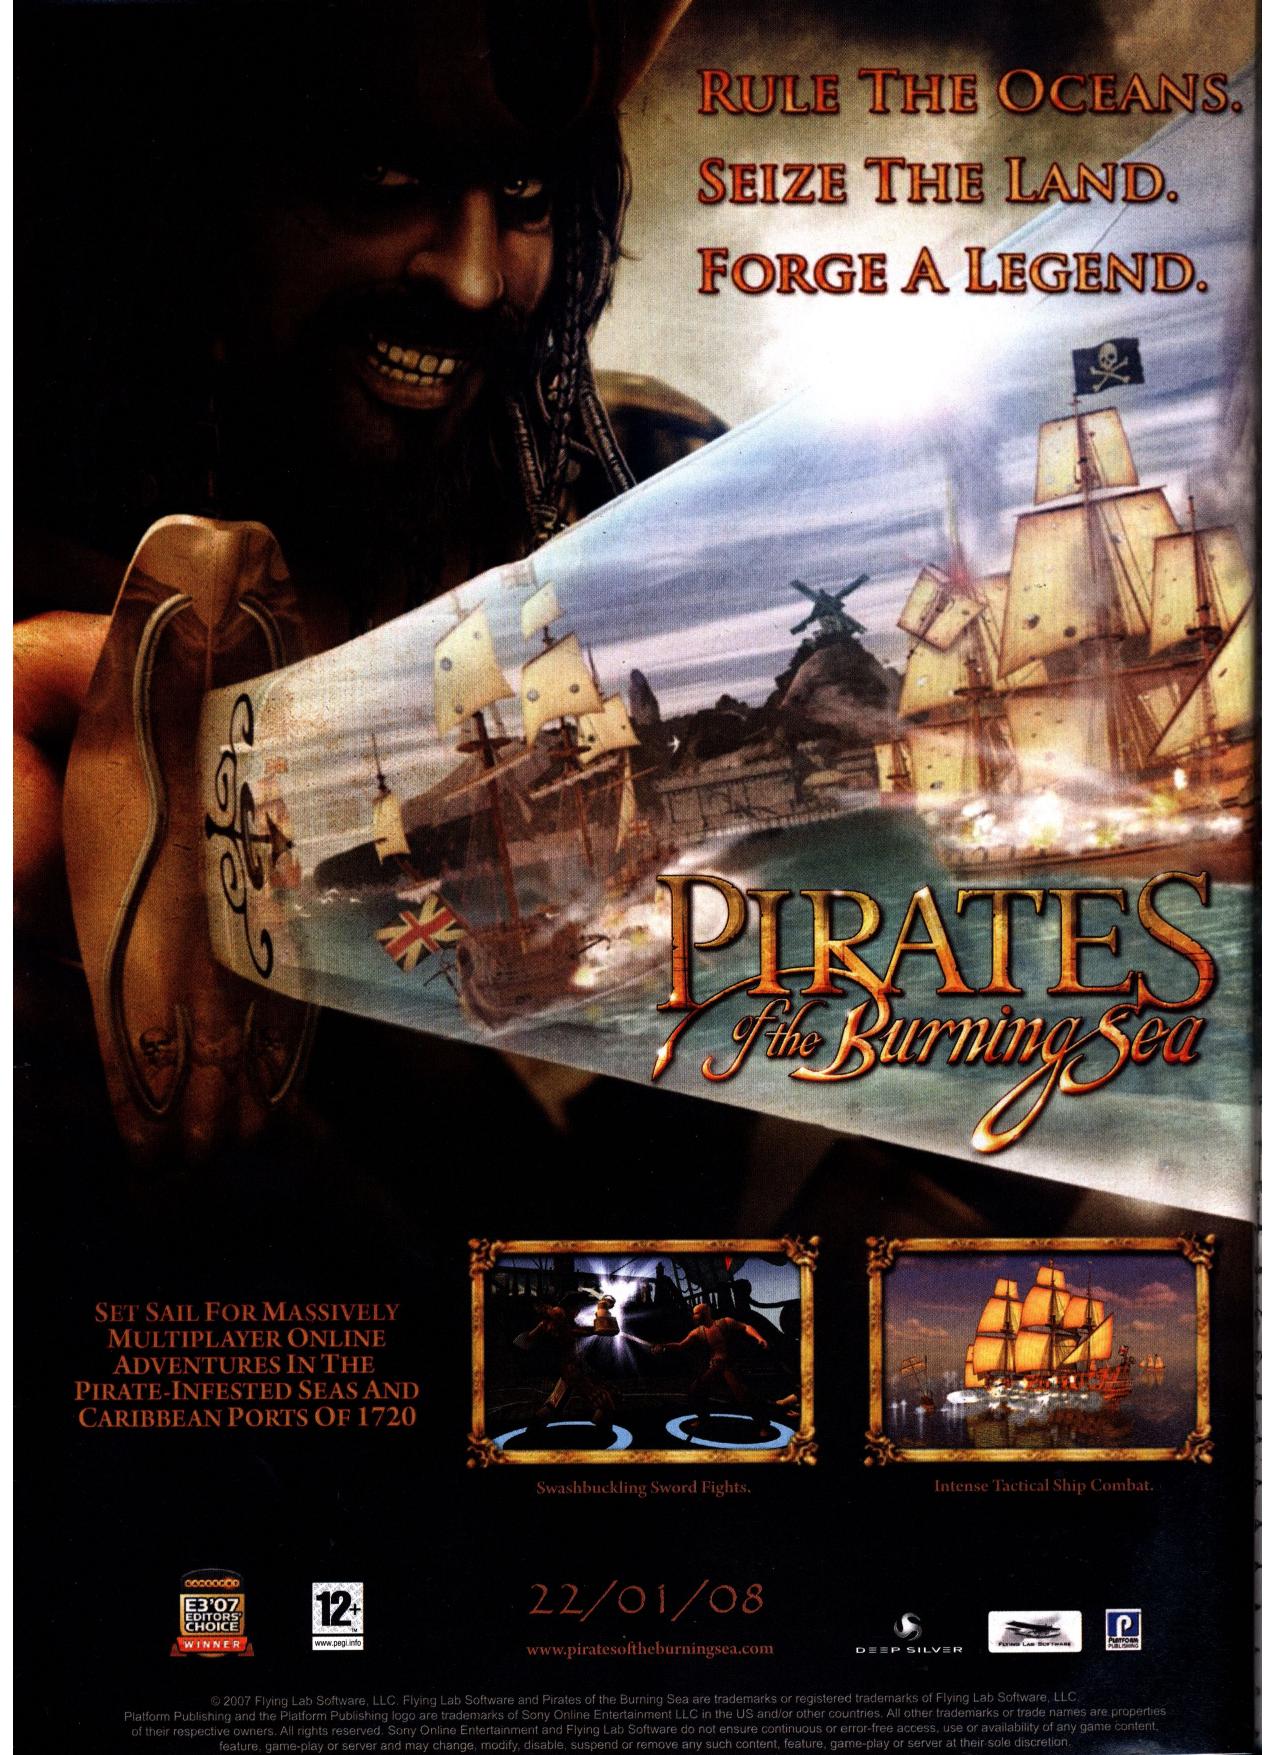 RULE THE OCEANS.
SEIZE THE LAND.
FORGE A LEGEND.
PIRATES
of the Burning Sea
SET SAIL FOR MASSIVELY
MULTIPLAYER ONLINE
ADVENTURES IN THE
PIRATE-INFESTED SEAS AND
CARIBBEAN PORTS OF 1720
Swashbuckling Sword Fights.
Intense Tactical Ship Combat.
GAMESPOT
E3'07
EDITORS'
CHOICE
WINNER
12+
www.pegi.info
22/01/08
www.piratesoftheburningsea.com
DEEP SILVER
FLYING LAB SOFTWARE
PLATFORM
PUBLISHING
© 2007 Flying Lab Software, LLC. Flying Lab Software and Pirates of the Burning Sea are trademarks or registered trademarks of Flying Lab Software, LLC.
Platform Publishing and the Platform Publishing logo are trademarks of Sony Online Entertainment LLC in the US and/or other countries. All other trademarks or trade names are properties
of their respective owners. All rights reserved. Sony Online Entertainment and Flying Lab Software do not ensure continuous or error-free access, use or availability of any game content,
feature, game-play or server and may change, modify, disable, suspend or remove any such content, feature, game-play or server at their sole discretion.